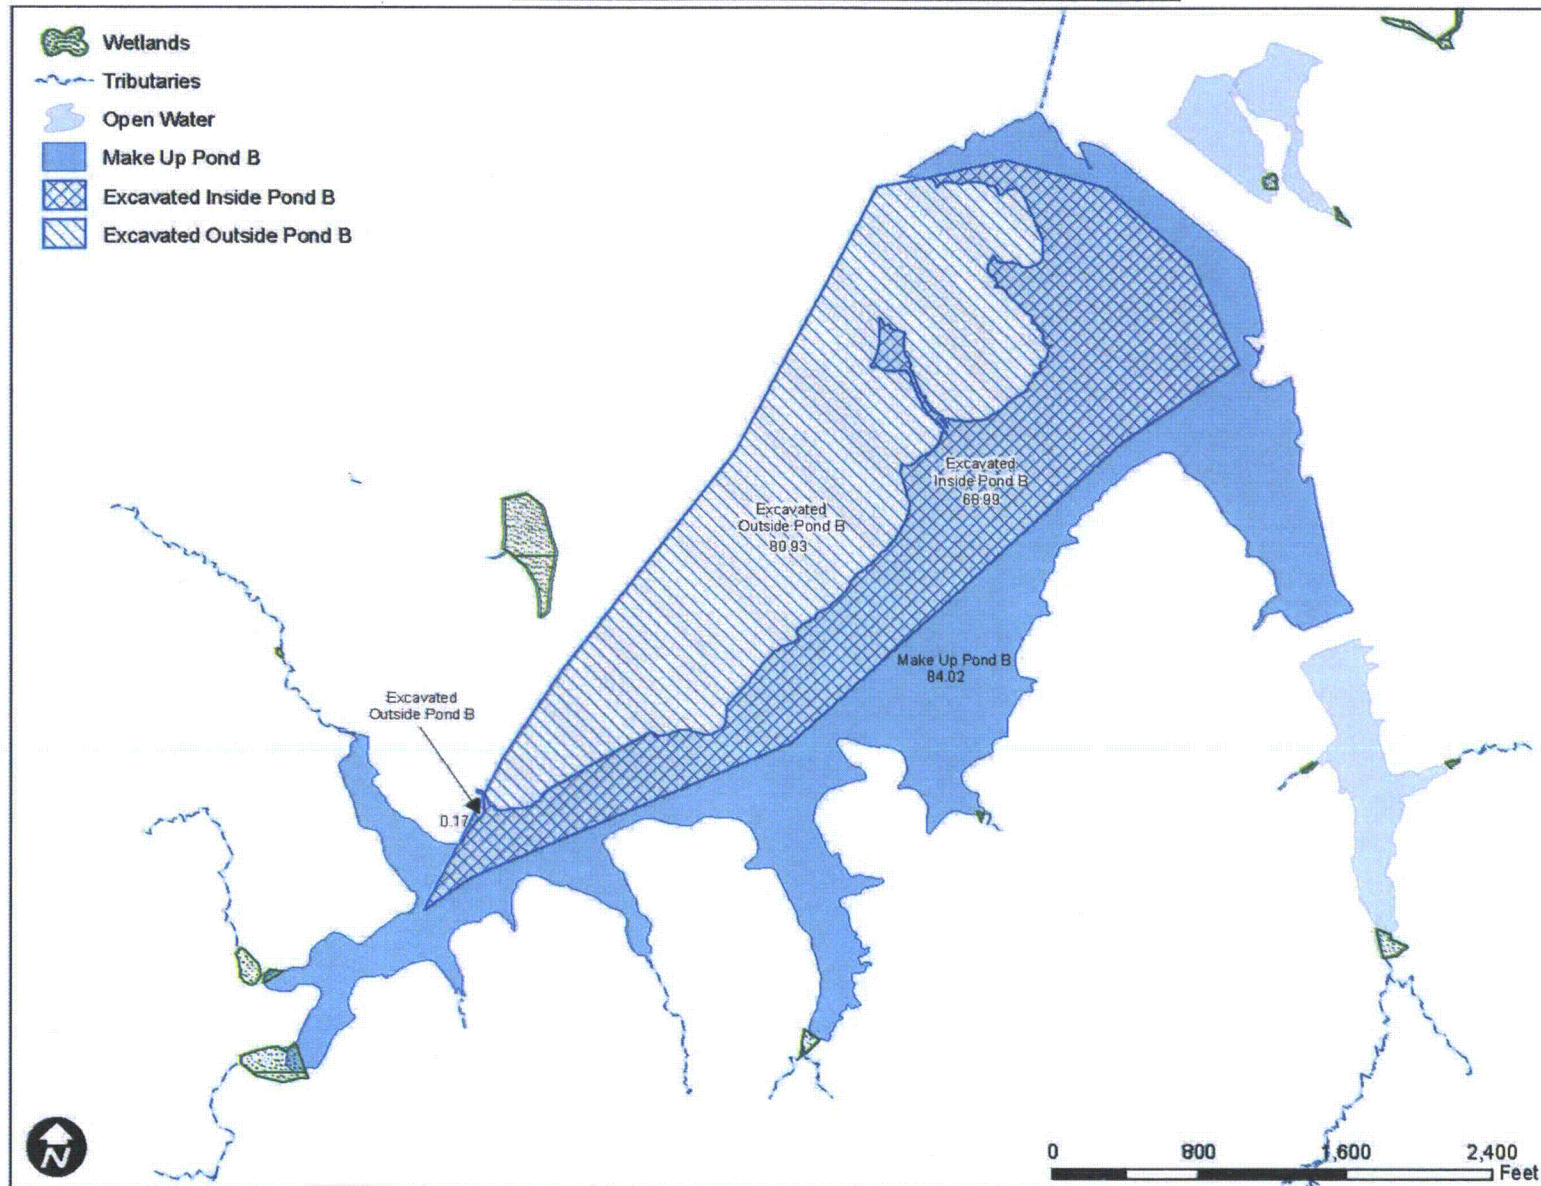 Wetlands
Tributaries
Open Water
Make Up Pond B
Excavated Inside Pond B
Excavated Outside Pond B
Excavated
Inside Pond B
68.99
Excavated
Outside Pond B
80.93
Make Up Pond B
84.02
Excavated
Outside Pond B
0.17
N
0 800 1,600 2,400
Feet